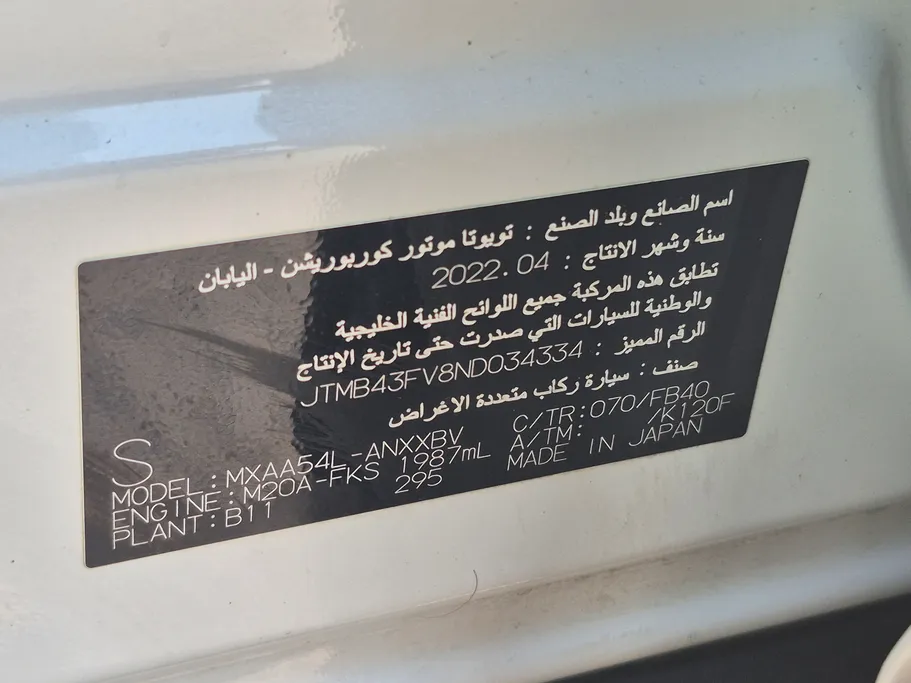 اسم الصانع وبلد الصنع : تويوتا موتور كوربوريشن - اليابان
سنة وشهر الانتاج : 2022.04
تطابق هذه المركبة جميع اللوائح الفنية الخليجية
والوطنية للسيارات التي صدرت حتى تاريخ الإنتاج
الرقم المميز : JTMB43FV8ND034334
صنف : سيارة ركاب متعددة الاغراض
S
MODEL:MXAA54L-ANXXBV C/TR:070/FB40
ENGINE:M20A-FKS 1987mL A/TM: /K120F
PLANT:B11 295 MADE IN JAPAN